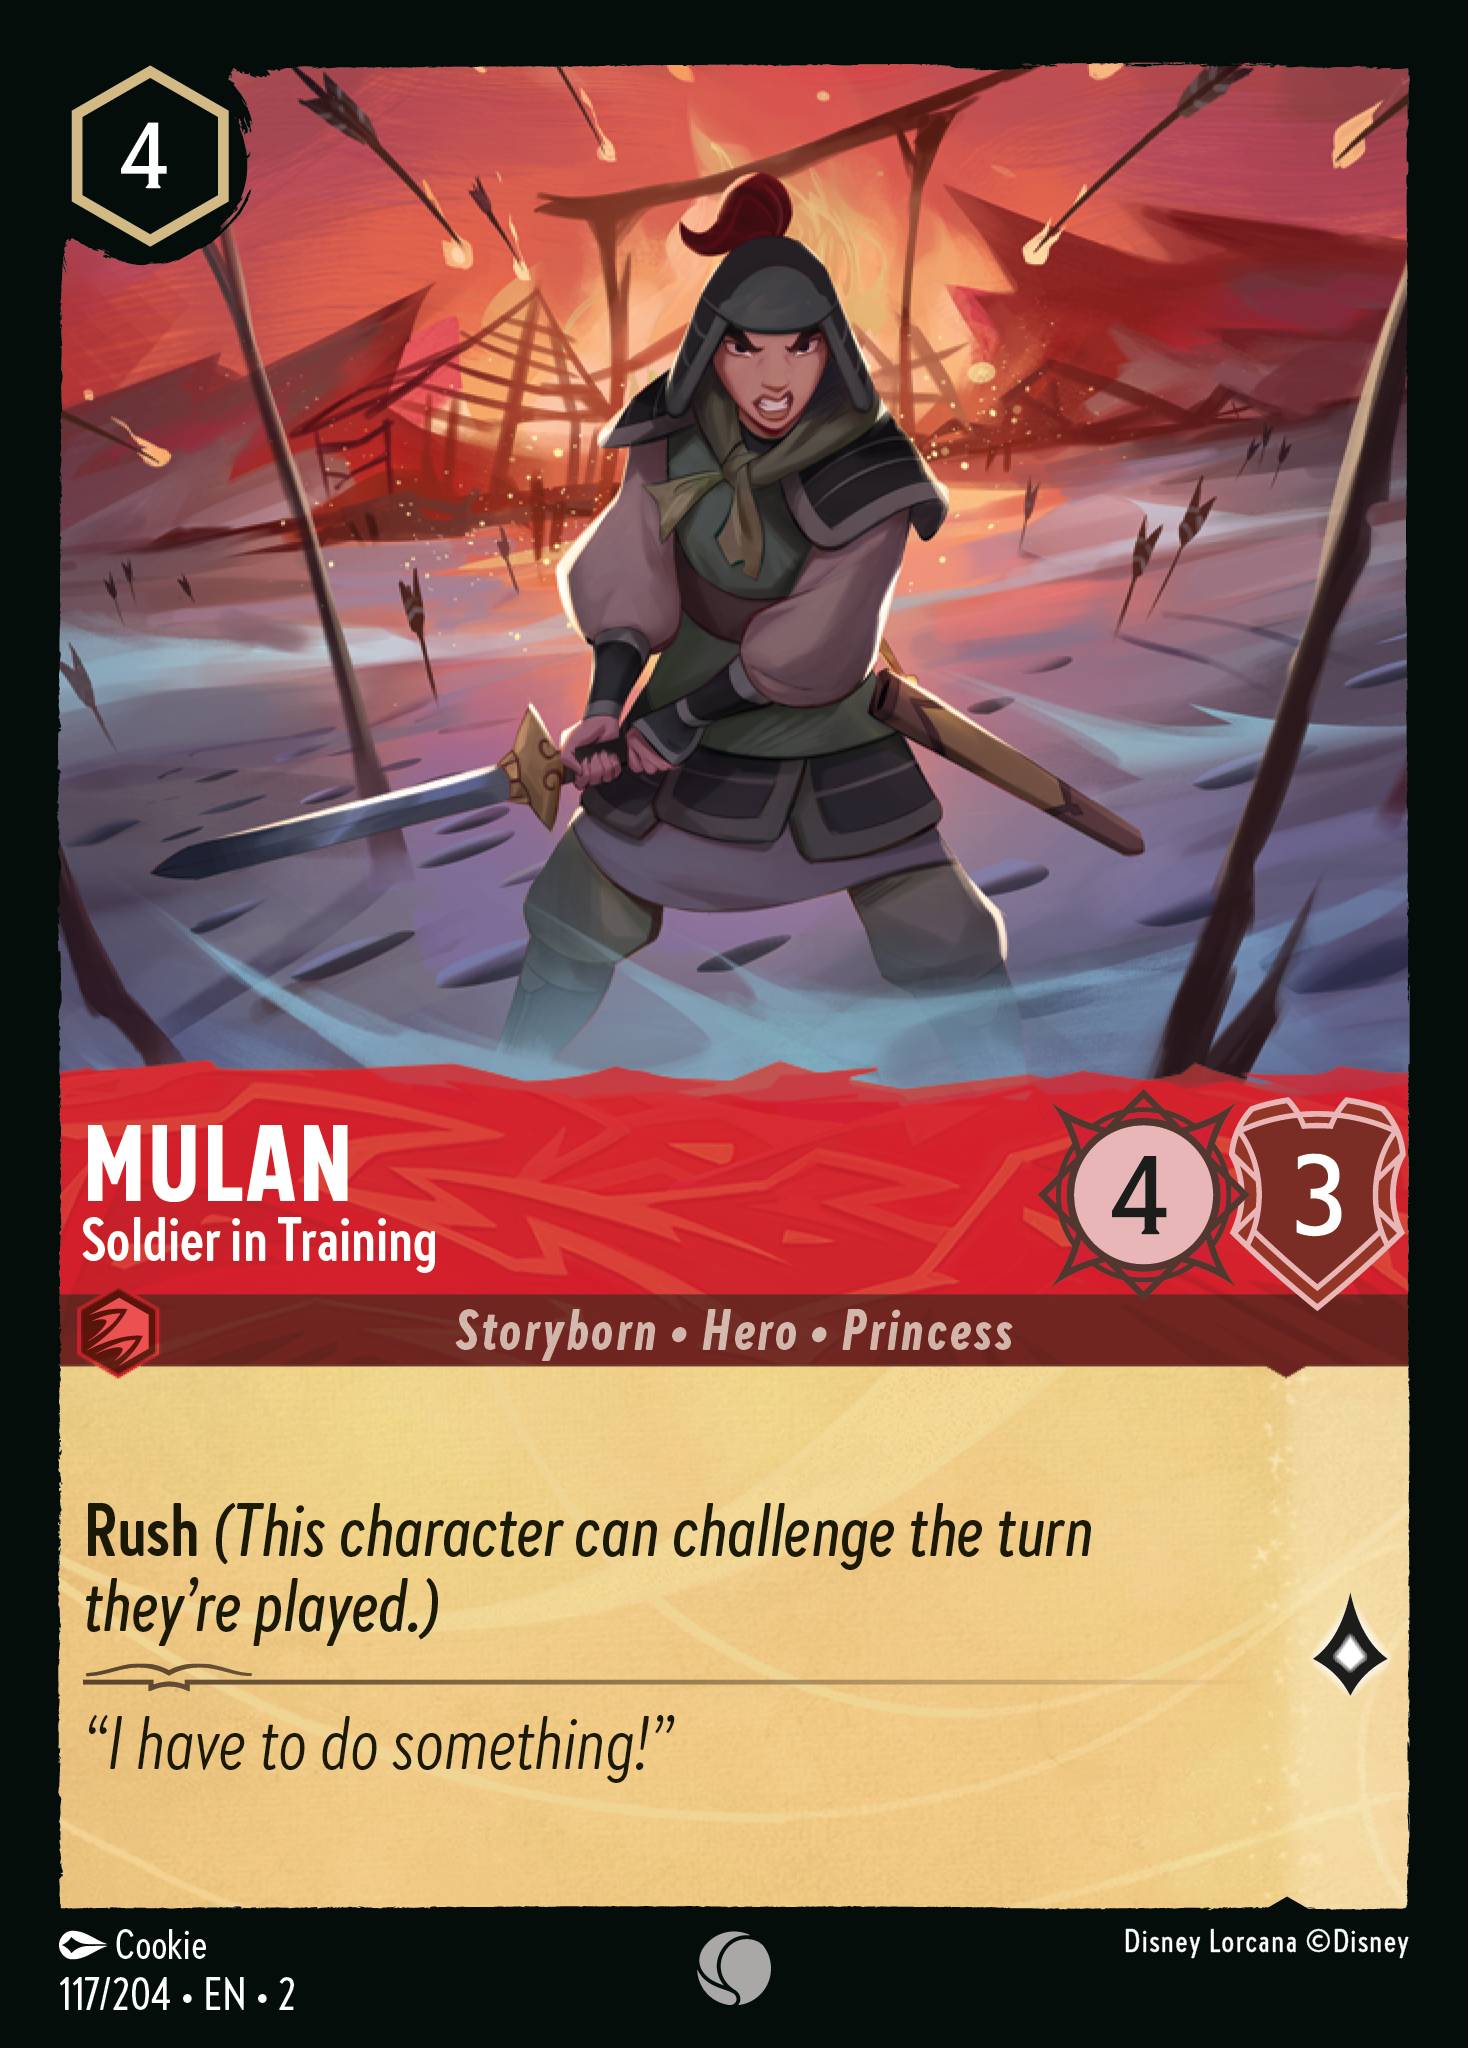 4
MULAN
Soldier in Training
4
3
Storyborn • Hero • Princess
Rush (This character can challenge the turn
they’re played.)
“I have to do something!”
Cookie
117/204 • EN • 2
Disney Lorcana ©Disney